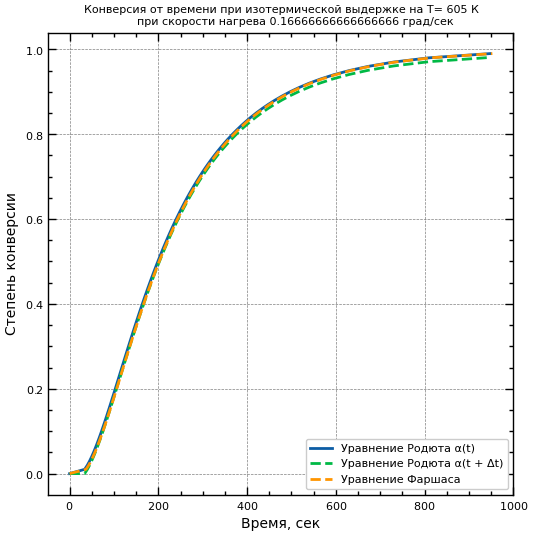 Конверсия от времени при изотермической выдержке на T= 605 K
при скорости нагрева 0.16666666666666666 град/сек
1.0
0.8
0.6
0.4
0.2
0.0
Степень конверсии
Уравнение Родюта α(t)
Уравнение Родюта α(t + Δt)
Уравнение Фаршаса
0 200 400 600 800 1000
Время, сек